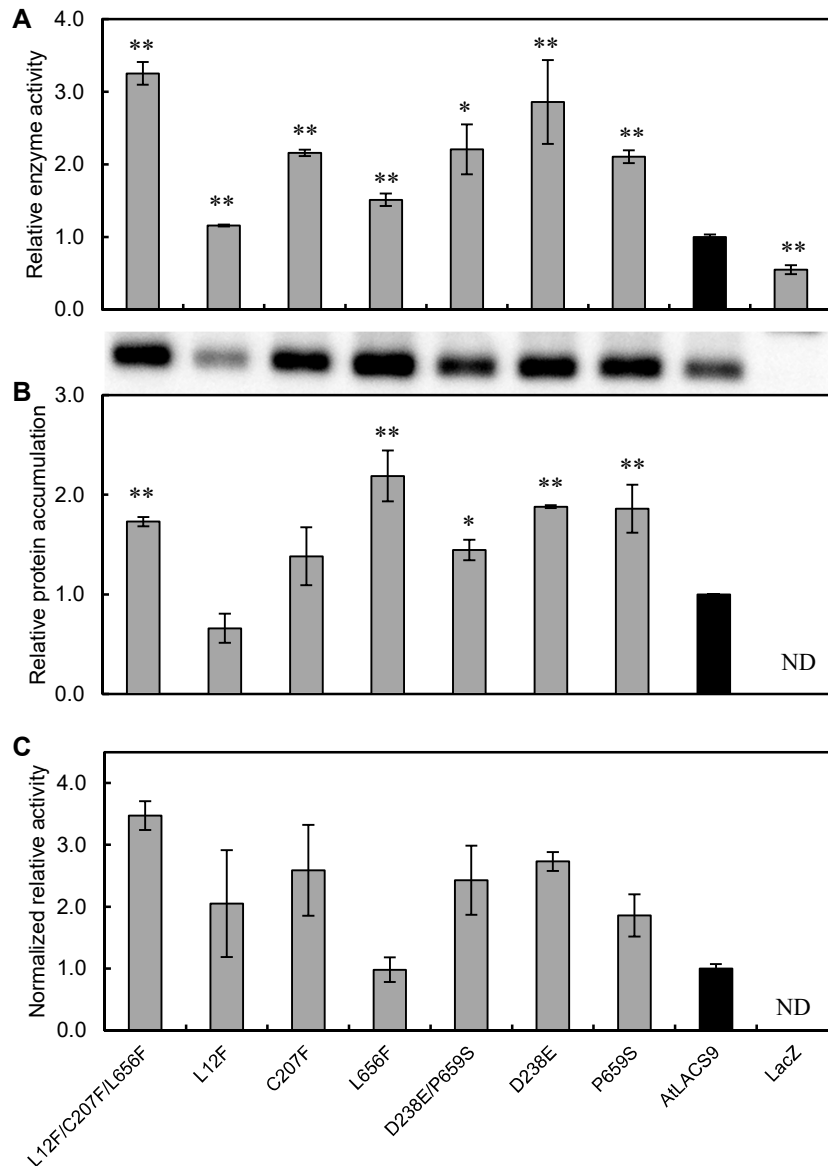 A
Relative enzyme activity
4.0
3.0
2.0
1.0
0.0
**
**
**
**
*
**
**
**
B
Relative protein accumulation
3.0
2.0
1.0
0.0
**
**
*
**
**
ND
C
Normalized relative activity
4.0
3.0
2.0
1.0
0.0
ND
L12F/C207F/L656F
L12F
C207F
L656F
D238E/P659S
D238E
P659S
AtLACS9
LacZ